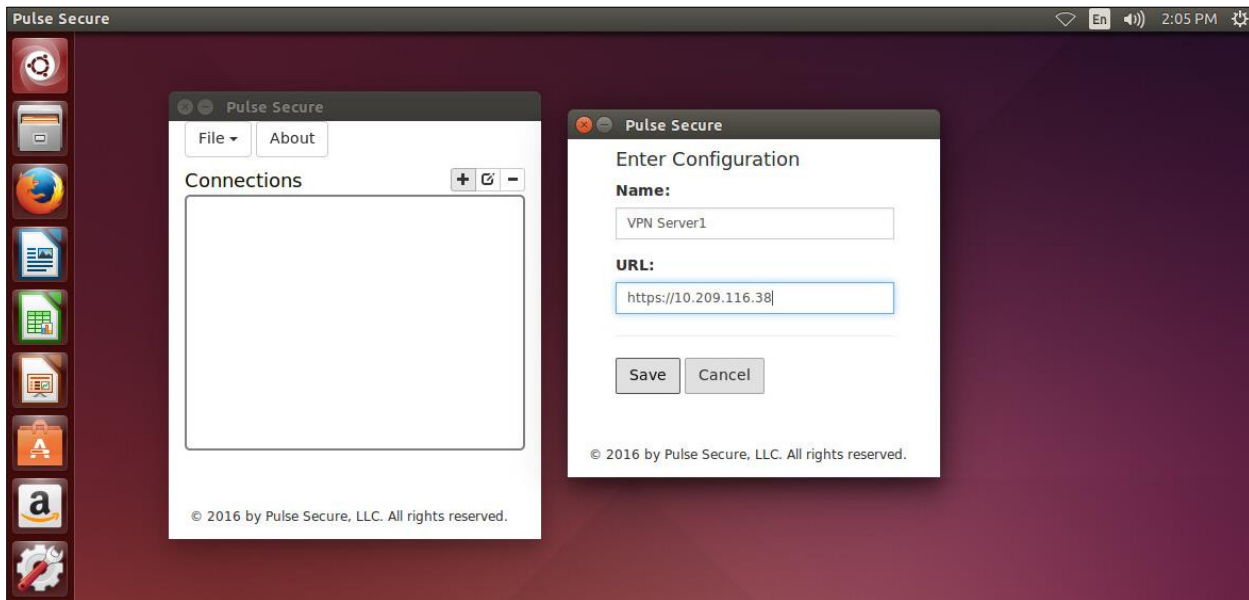 Pulse Secure
En
2:05 PM
Pulse Secure
File
About
Connections
© 2016 by Pulse Secure, LLC. All rights reserved.
Pulse Secure
Enter Configuration
Name:
VPN Server1
URL:
https://10.209.116.38
Save
Cancel
© 2016 by Pulse Secure, LLC. All rights reserved.
a